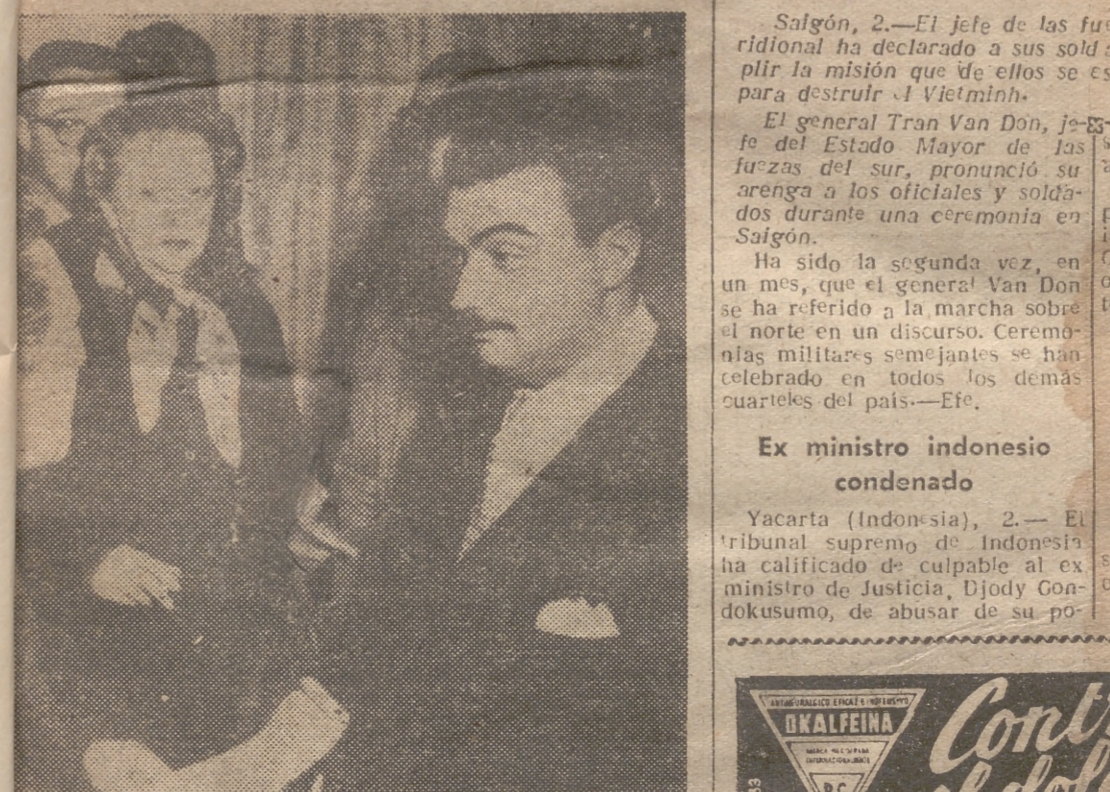 Saigón, 2.—El jefe de las fu
ridional ha declarado a sus sold
plir la misión que de ellos se es
para destruir el Vietminh.
El general Tran Van Don, je-
fe del Estado Mayor de las
fuezas del sur, pronunció su
arenga a los oficiales y solda-
dos durante una ceremonia en
Saigón.
Ha sido la segunda vez, en
un mes, que el general Van Don
se ha referido a la marcha sobre
el norte en un discurso. Ceremo-
nias militares semejantes se han
celebrado en todos los demás
cuarteles del país.—Efe.
Ex ministro indonesio
condenado
Yacarta (Indonesia), 2.— El
tribunal supremo de Indonesia
ha calificado de culpable al ex
ministro de Justicia, Djody Gon-
dokusumo, de abusar de su po-
ANTINEURALGICO EFICAZ E INOFENSIVO
OKALFEINA
Cont
el dol